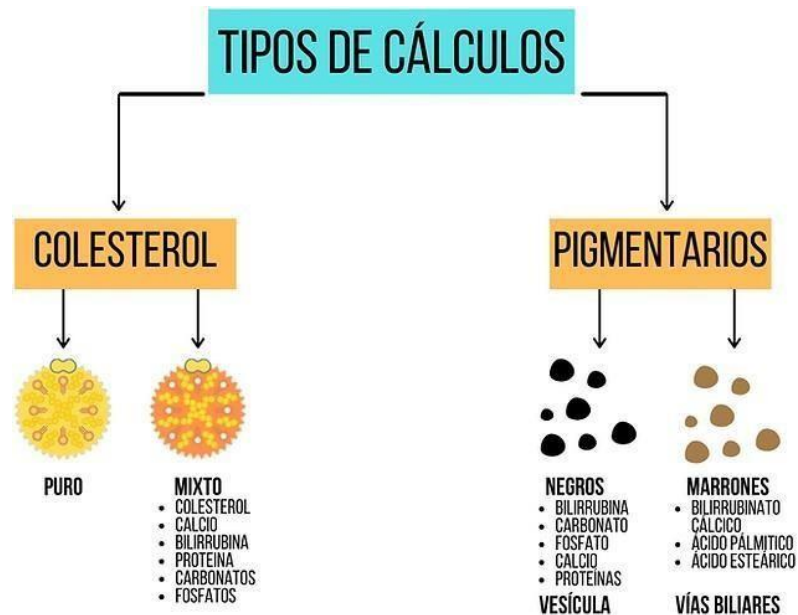 TIPOS DE CÁLCULOS
COLESTEROL
PURO
MIXTO
• COLESTEROL
• CALCIO
• BILIRRUBINA
• PROTEINA
• CARBONATOS
• FOSFATOS
PIGMENTARIOS
NEGROS
• BILIRRUBINA
• CARBONATO
• FOSFATO
• CALCIO
• PROTEÍNAS
VESÍCULA
MARRONES
• BILIRRUBINATO
CÁLCICO
• ÁCIDO PÁLMITICO
• ÁCIDO ESTEÁRICO
VÍAS BILIARES